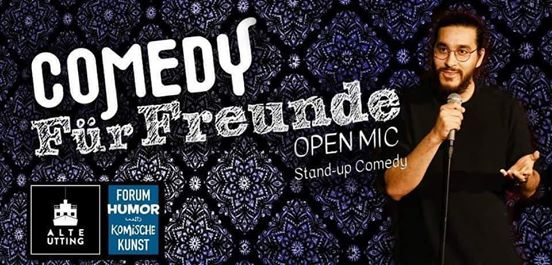 COMEDY
Für Freunde
OPEN MIC
Stand-up Comedy
ALTE
UTTING
FORUM
HUMOR
und
KOMISCHE
KUNST